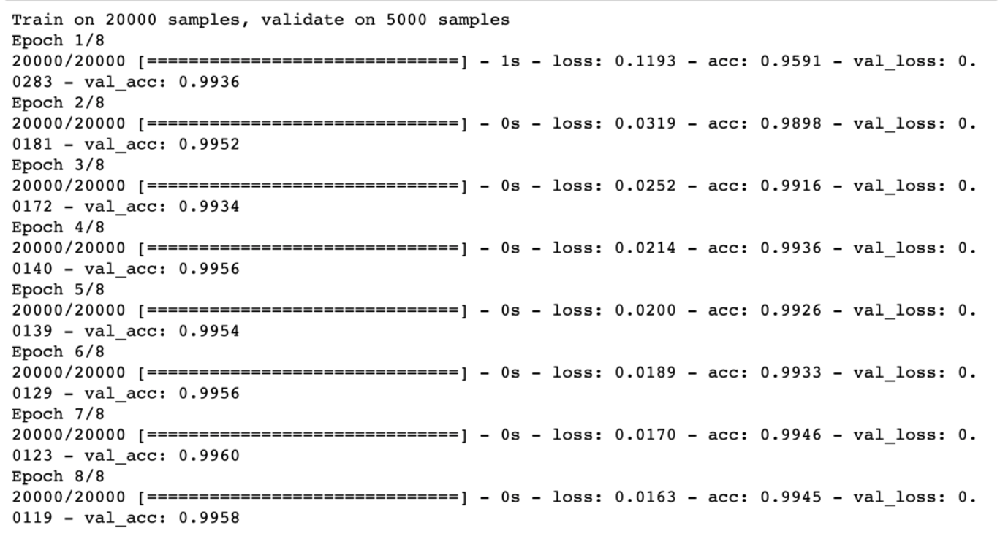 Train on 20000 samples, validate on 5000 samples
Epoch 1/8
20000/20000 [==============================] - 1s - loss: 0.1193 - acc: 0.9591 - val_loss: 0.
0283 - val_acc: 0.9936
Epoch 2/8
20000/20000 [==============================] - 0s - loss: 0.0319 - acc: 0.9898 - val_loss: 0.
0181 - val_acc: 0.9952
Epoch 3/8
20000/20000 [==============================] - 0s - loss: 0.0252 - acc: 0.9916 - val_loss: 0.
0172 - val_acc: 0.9934
Epoch 4/8
20000/20000 [==============================] - 0s - loss: 0.0214 - acc: 0.9936 - val_loss: 0.
0140 - val_acc: 0.9956
Epoch 5/8
20000/20000 [==============================] - 0s - loss: 0.0200 - acc: 0.9926 - val_loss: 0.
0139 - val_acc: 0.9954
Epoch 6/8
20000/20000 [==============================] - 0s - loss: 0.0189 - acc: 0.9933 - val_loss: 0.
0129 - val_acc: 0.9956
Epoch 7/8
20000/20000 [==============================] - 0s - loss: 0.0170 - acc: 0.9946 - val_loss: 0.
0123 - val_acc: 0.9960
Epoch 8/8
20000/20000 [==============================] - 0s - loss: 0.0163 - acc: 0.9945 - val_loss: 0.
0119 - val_acc: 0.9958